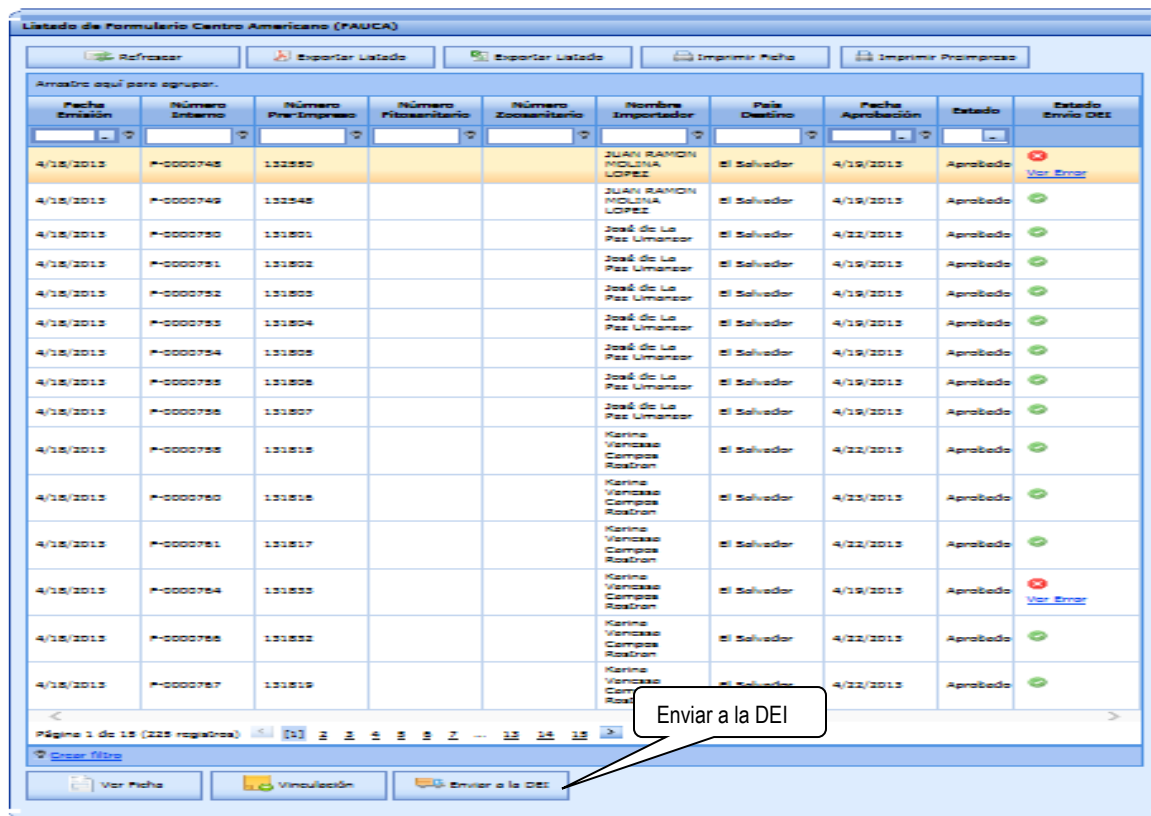 Listado de Formulario Centro Americano (FAUCA)
Refrescar Exportar Listado Exportar Listado Imprimir Ficha Imprimir Preimpreso
Arrastre aquí para agrupar.
Fecha Emisión Número Interno Número Pre-Impreso Número Fitosanitario Número Zoosanitario Nombre Importador País Destino Fecha Aprobación Estado Estado Envío DEI
4/18/2013 F-0000748 132550 JUAN RAMON MOLINA LOPEZ El Salvador 4/19/2013 Aprobado Ver Error
4/18/2013 F-0000749 132548 JUAN RAMON MOLINA LOPEZ El Salvador 4/19/2013 Aprobado
4/18/2013 F-0000750 131801 José de La Paz Umanzor El Salvador 4/22/2013 Aprobado
4/18/2013 F-0000751 131802 José de La Paz Umanzor El Salvador 4/19/2013 Aprobado
4/18/2013 F-0000752 131803 José de La Paz Umanzor El Salvador 4/19/2013 Aprobado
4/18/2013 F-0000753 131804 José de La Paz Umanzor El Salvador 4/19/2013 Aprobado
4/18/2013 F-0000754 131805 José de La Paz Umanzor El Salvador 4/19/2013 Aprobado
4/18/2013 F-0000755 131806 José de La Paz Umanzor El Salvador 4/19/2013 Aprobado
4/18/2013 F-0000756 131807 José de La Paz Umanzor El Salvador 4/19/2013 Aprobado
4/18/2013 F-0000758 131815 Karina Vanessa Campos Rostran El Salvador 4/22/2013 Aprobado
4/18/2013 F-0000760 131816 Karina Vanessa Campos Rostran El Salvador 4/23/2013 Aprobado
4/18/2013 F-0000761 131817 Karina Vanessa Campos Rostran El Salvador 4/22/2013 Aprobado
4/18/2013 F-0000764 131833 Karina Vanessa Campos Rostran El Salvador 4/19/2013 Aprobado Ver Error
4/18/2013 F-0000766 131832 Karina Vanessa Campos Rostran El Salvador 4/22/2013 Aprobado
4/18/2013 F-0000767 131819 Karina Vanessa El Salvador 4/22/2013 Aprobado
Enviar a la DEI
Página 1 de 15 (225 registros) [1] 2 3 4 5 6 7 ... 13 14 15
Crear filtro
Ver Ficha Vinculación Enviar a la DEI